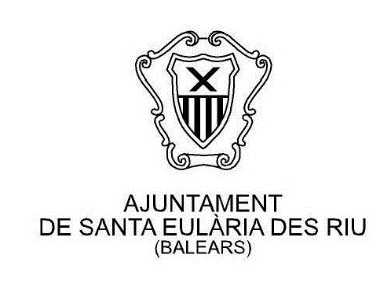 AJUNTAMENT
DE SANTA EULÀRIA DES RIU
(BALEARS)